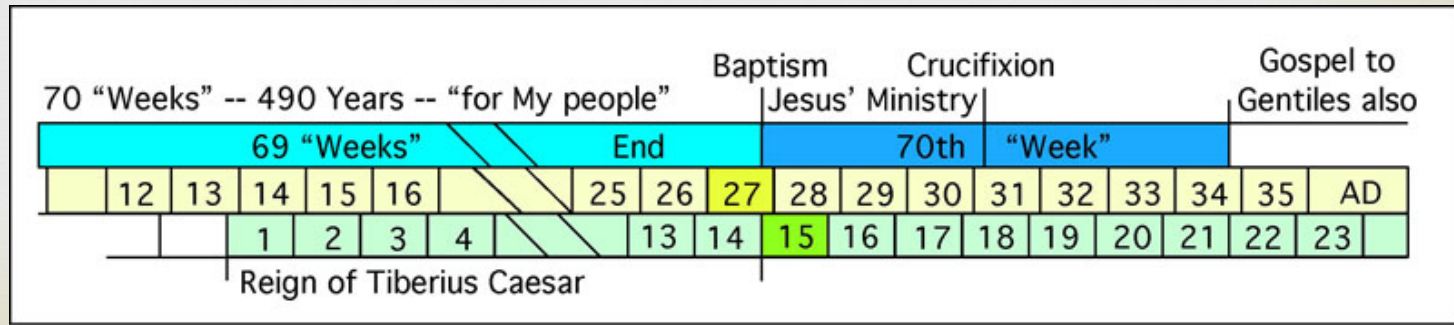 Baptism Crucifixion Gospel to
70 “Weeks” -- 490 Years -- “for My people” Jesus’ Ministry Gentiles also
69 “Weeks” End 70th “Week”
12 13 14 15 16 25 26 27 28 29 30 31 32 33 34 35 AD
1 2 3 4 13 14 15 16 17 18 19 20 21 22 23
Reign of Tiberius Caesar